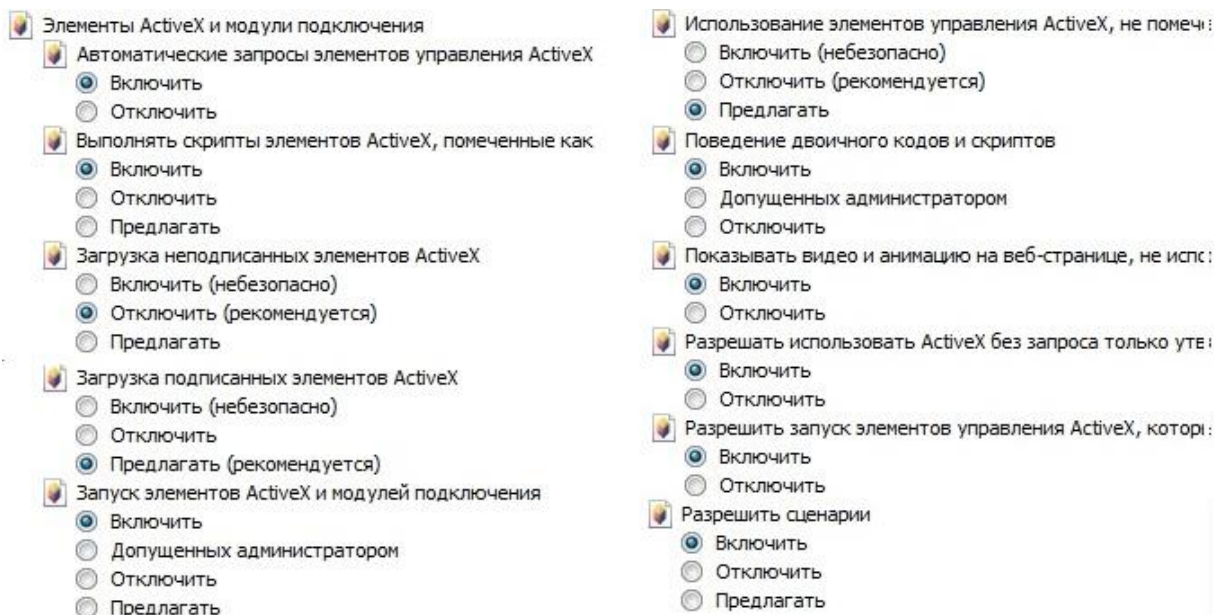 Элементы ActiveX и модули подключения
Автоматические запросы элементов управления ActiveX
Включить
Отключить
Выполнять скрипты элементов ActiveX, помеченные как
Включить
Отключить
Предлагать
Загрузка неподписанных элементов ActiveX
Включить (небезопасно)
Отключить (рекомендуется)
Предлагать
Загрузка подписанных элементов ActiveX
Включить (небезопасно)
Отключить
Предлагать (рекомендуется)
Запуск элементов ActiveX и модулей подключения
Включить
Допущенных администратором
Отключить
Предлагать
Использование элементов управления ActiveX, не
Включить (небезопасно)
Отключить (рекомендуется)
Предлагать
Поведение двоичного кодов и скриптов
Включить
Допущенных администратором
Отключить
Показывать видео и анимацию на веб-странице, не
Включить
Отключить
Разрешать использовать ActiveX без запроса только
Включить
Отключить
Разрешить запуск элементов управления ActiveX,
Включить
Отключить
Разрешить сценарии
Включить
Отключить
Предлагать